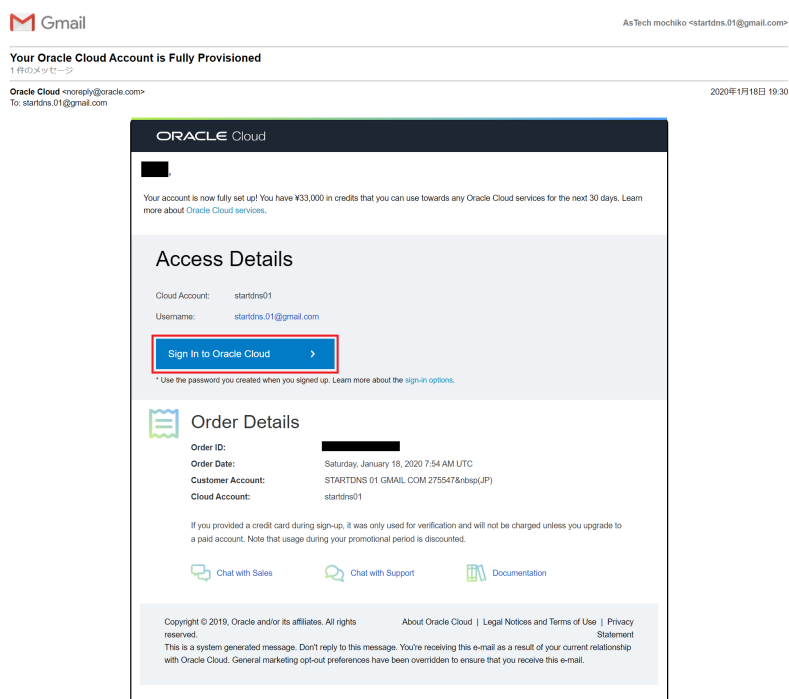 Gmail
AsTech mochiko <startdns.01@gmail.com>
Your Oracle Cloud Account is Fully Provisioned
1 件のメッセージ
Oracle Cloud <noreply@oracle.com>
2020年1月18日 19:30
To: startdns.01@gmail.com
ORACLE Cloud
,
Your account is now fully set up! You have ¥33,000 in credits that you can use towards any Oracle Cloud services for the next 30 days. Learn
more about Oracle Cloud services.
Access Details
Cloud Account: startdns01
Username: startdns.01@gmail.com
Sign In to Oracle Cloud
* Use the password you created when you signed up. Learn more about the sign-in options.
Order Details
Order ID:
Order Date: Saturday, January 18, 2020 7:54 AM UTC
Customer Account: STARTDNS 01 GMAIL COM 275547&nbsp(JP)
Cloud Account: startdns01
If you provided a credit card during sign-up, it was only used for verification and will not be charged unless you upgrade to
a paid account. Note that usage during your promotional period is discounted.
Chat with Sales
Chat with Support
Documentation
Copyright © 2019, Oracle and/or its affiliates. All rights
reserved.
About Oracle Cloud | Legal Notices and Terms of Use | Privacy
Statement
This is a system generated message. Don't reply to this message. You're receiving this e-mail as a result of your current relationship
with Oracle Cloud. General marketing opt-out preferences have been overridden to ensure that you receive this e-mail.